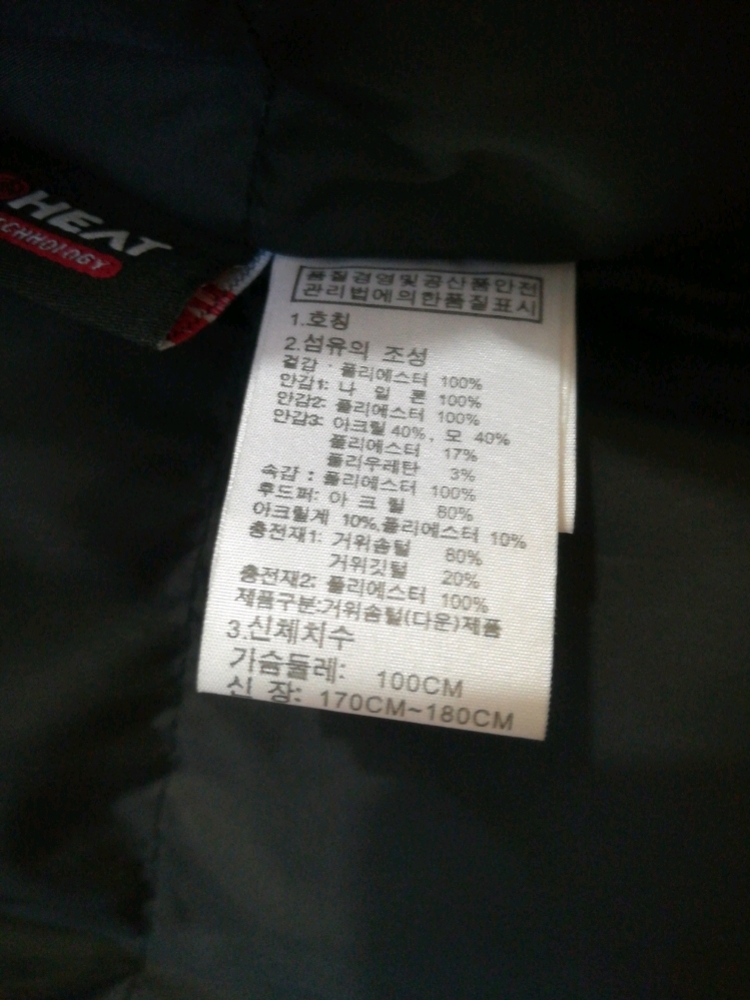 HEAT
TECHNOLOGY
품질경영및공산품안전
관리법에의한품질표시
1.호칭
2.섬유의 조성
겉감 : 폴리에스터 100%
안감1: 나 일 론 100%
안감2: 폴리에스터 100%
안감3: 아크릴 40%, 모 40%
폴리에스터 17%
폴리우레탄 3%
속감 : 폴리에스터 100%
후드퍼: 아 크 릴 80%
아크릴계 10%,폴리에스터 10%
충전재1: 거위솜털 80%
거위깃털 20%
충전재2: 폴리에스터 100%
제품구분:거위솜털(다운)제품
3.신체치수
가슴둘레: 100CM
신 장: 170CM~180CM